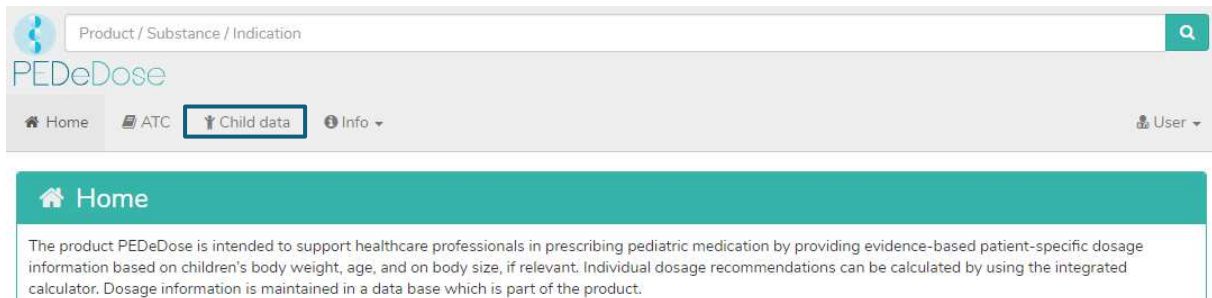 Product / Substance / Indication
PEDeDose
Home ATC Child data Info User
Home
The product PEDeDose is intended to support healthcare professionals in prescribing pediatric medication by providing evidence-based patient-specific dosage
information based on children's body weight, age, and on body size, if relevant. Individual dosage recommendations can be calculated by using the integrated
calculator. Dosage information is maintained in a data base which is part of the product.